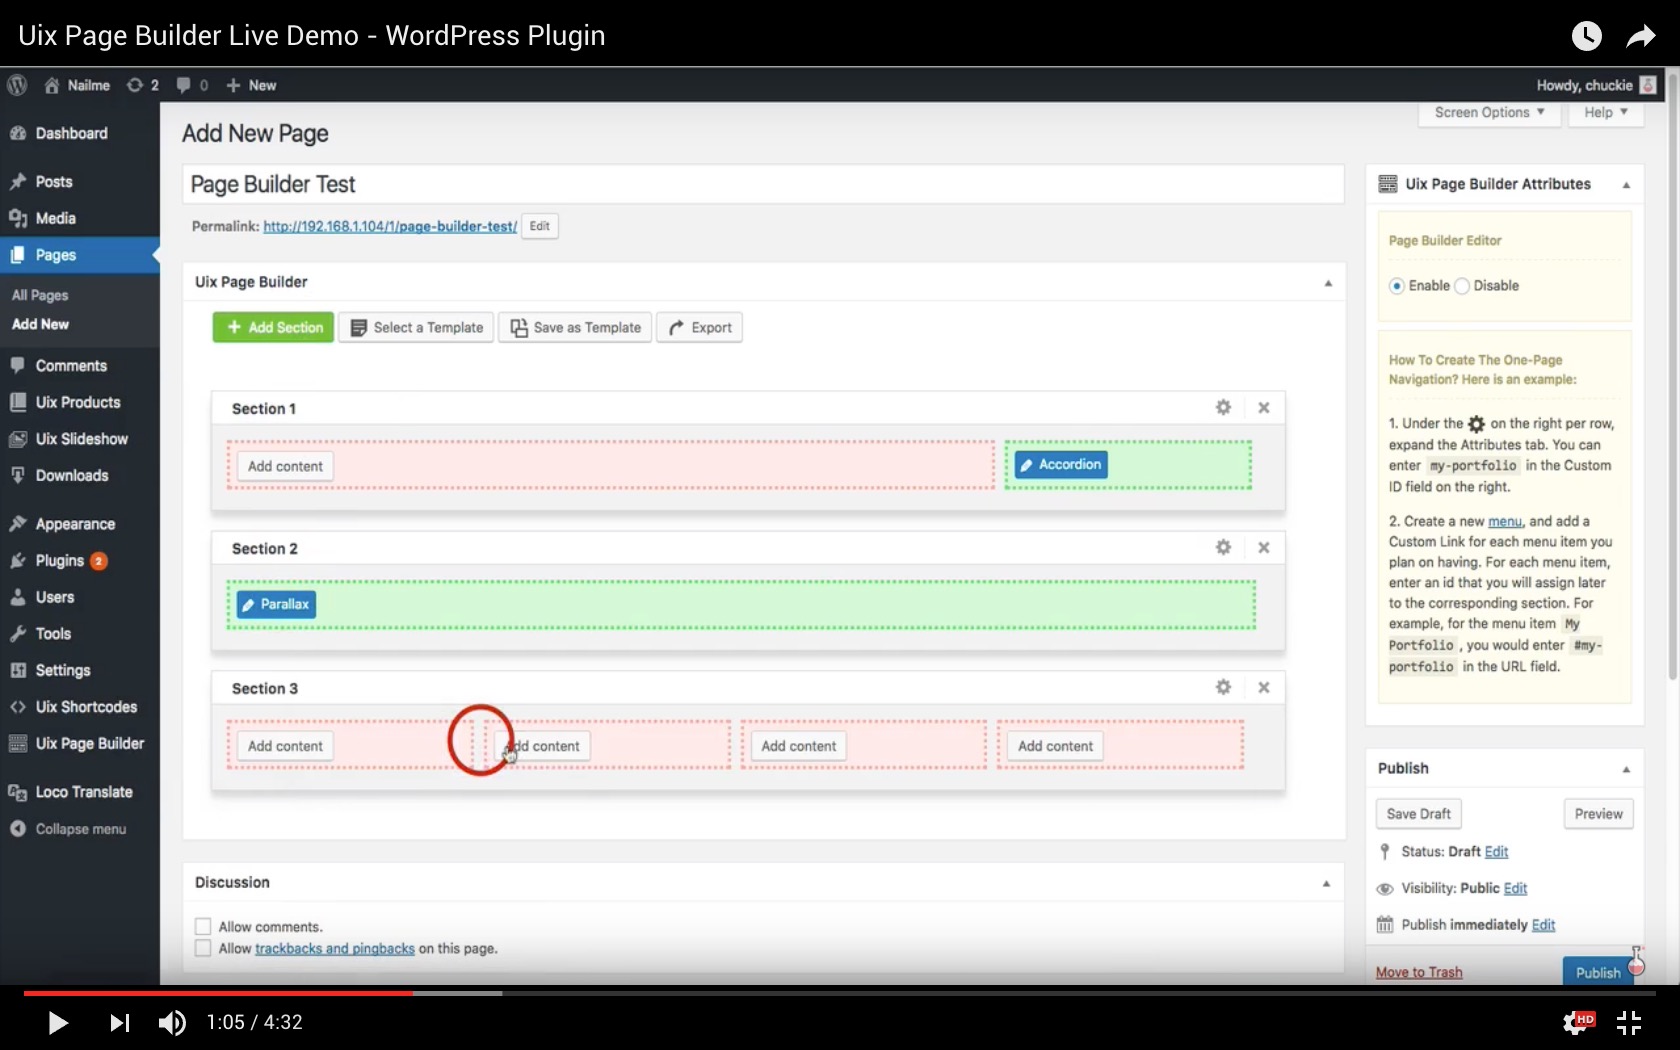 Uix Page Builder Live Demo - WordPress Plugin
Nailme 2 0 New
Howdy, chuckie
Dashboard
Posts
Media
Pages
All Pages
Add New
Comments
Uix Products
Uix Slideshow
Downloads
Appearance
Plugins 2
Users
Tools
Settings
Uix Shortcodes
Uix Page Builder
Loco Translate
Collapse menu
Screen Options
Help
Add New Page
Page Builder Test
Permalink: http://192.168.1.104/1/page-builder-test/ Edit
Uix Page Builder
Add Section
Select a Template
Save as Template
Export
Section 1
Add content
Accordion
Section 2
Parallax
Section 3
Add content
Add content
Add content
Add content
Discussion
Allow comments.
Allow trackbacks and pingbacks on this page.
Uix Page Builder Attributes
Page Builder Editor
Enable Disable
How To Create The One-Page
Navigation? Here is an example:
1. Under the on the right per row,
expand the Attributes tab. You can
enter my-portfolio in the Custom
ID field on the right.
2. Create a new menu, and add a
Custom Link for each menu item you
plan on having. For each menu item,
enter an id that you will assign later
to the corresponding section. For
example, for the menu item My
Portfolio , you would enter #my-
portfolio in the URL field.
Publish
Save Draft
Preview
Status: Draft Edit
Visibility: Public Edit
Publish immediately Edit
Move to Trash
Publish
1:05 / 4:32
HD